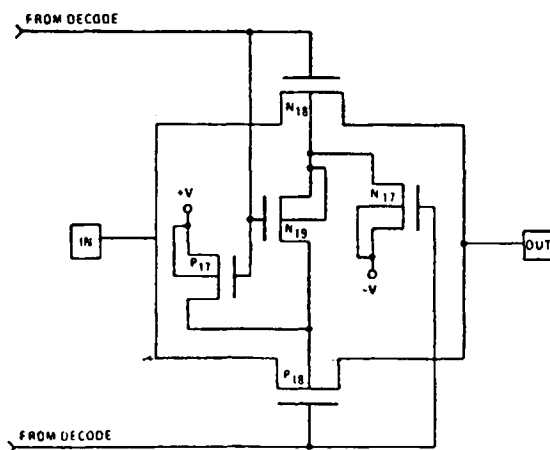 FROM DECODE
N18
+V
N17
IN
P17
N19
OUT
-V
P18
FROM DECODE